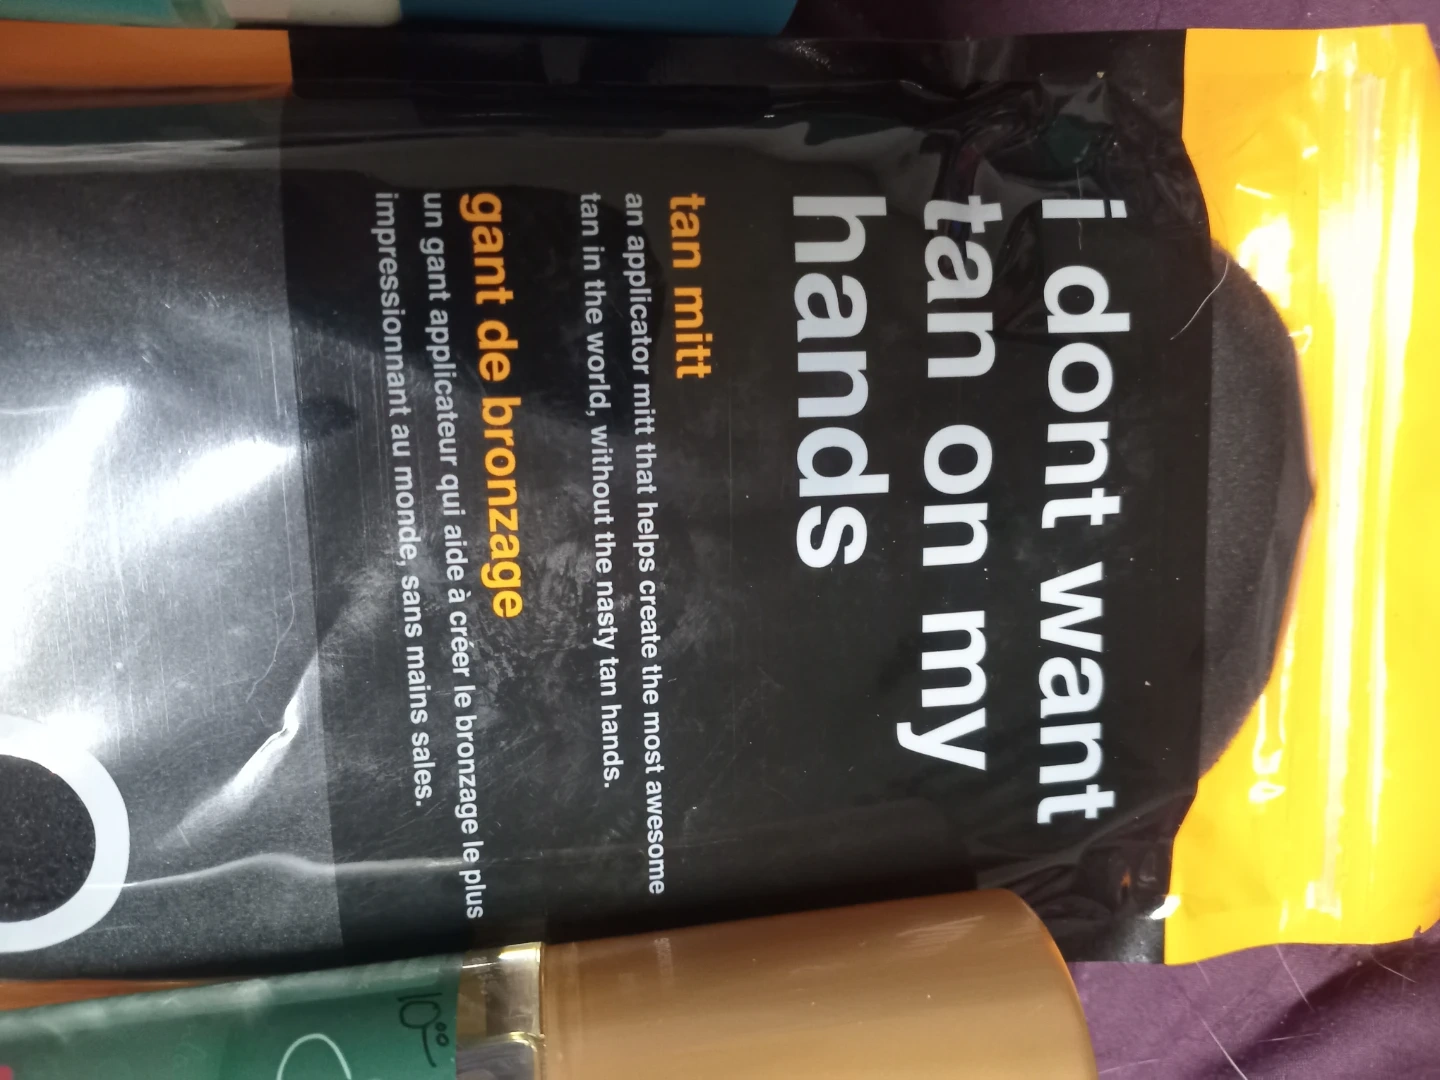 i dont want
tan on my
hands
tan mitt
an applicator mitt that helps create the most awesome
tan in the world, without the nasty tan hands.
gant de bronzage
un gant applicateur qui aide à créer le bronzage le plus
impressionnant au monde, sans mains sales.